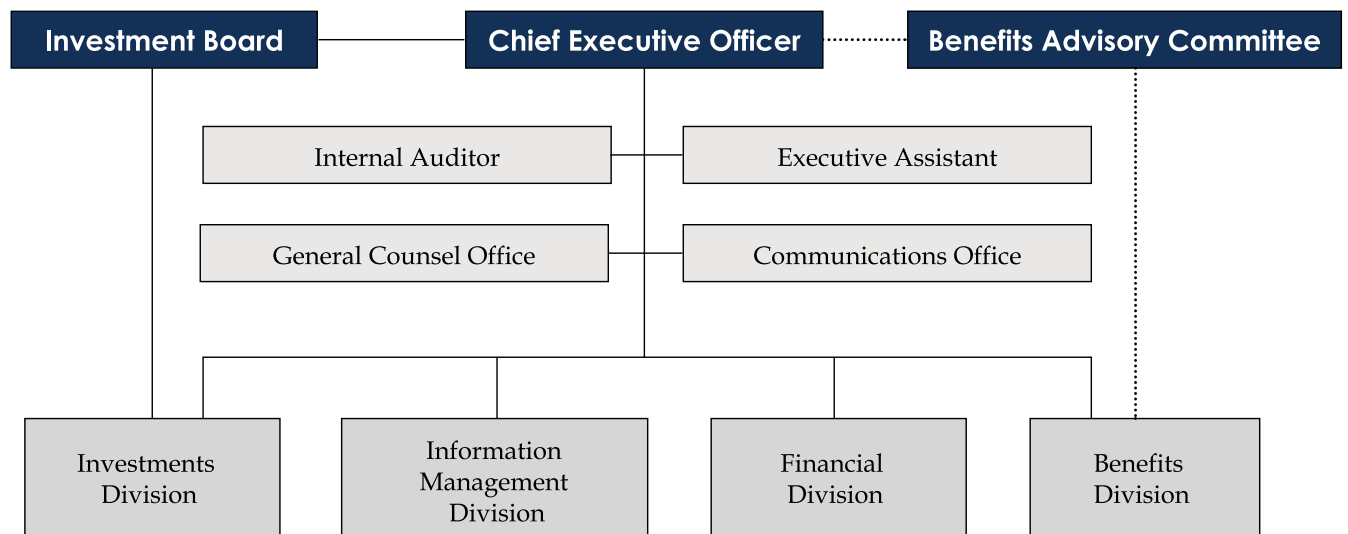 Investment Board
Chief Executive Officer
Benefits Advisory Committee
Internal Auditor
Executive Assistant
General Counsel Office
Communications Office
Investments
Division
Information
Management
Division
Financial
Division
Benefits
Division